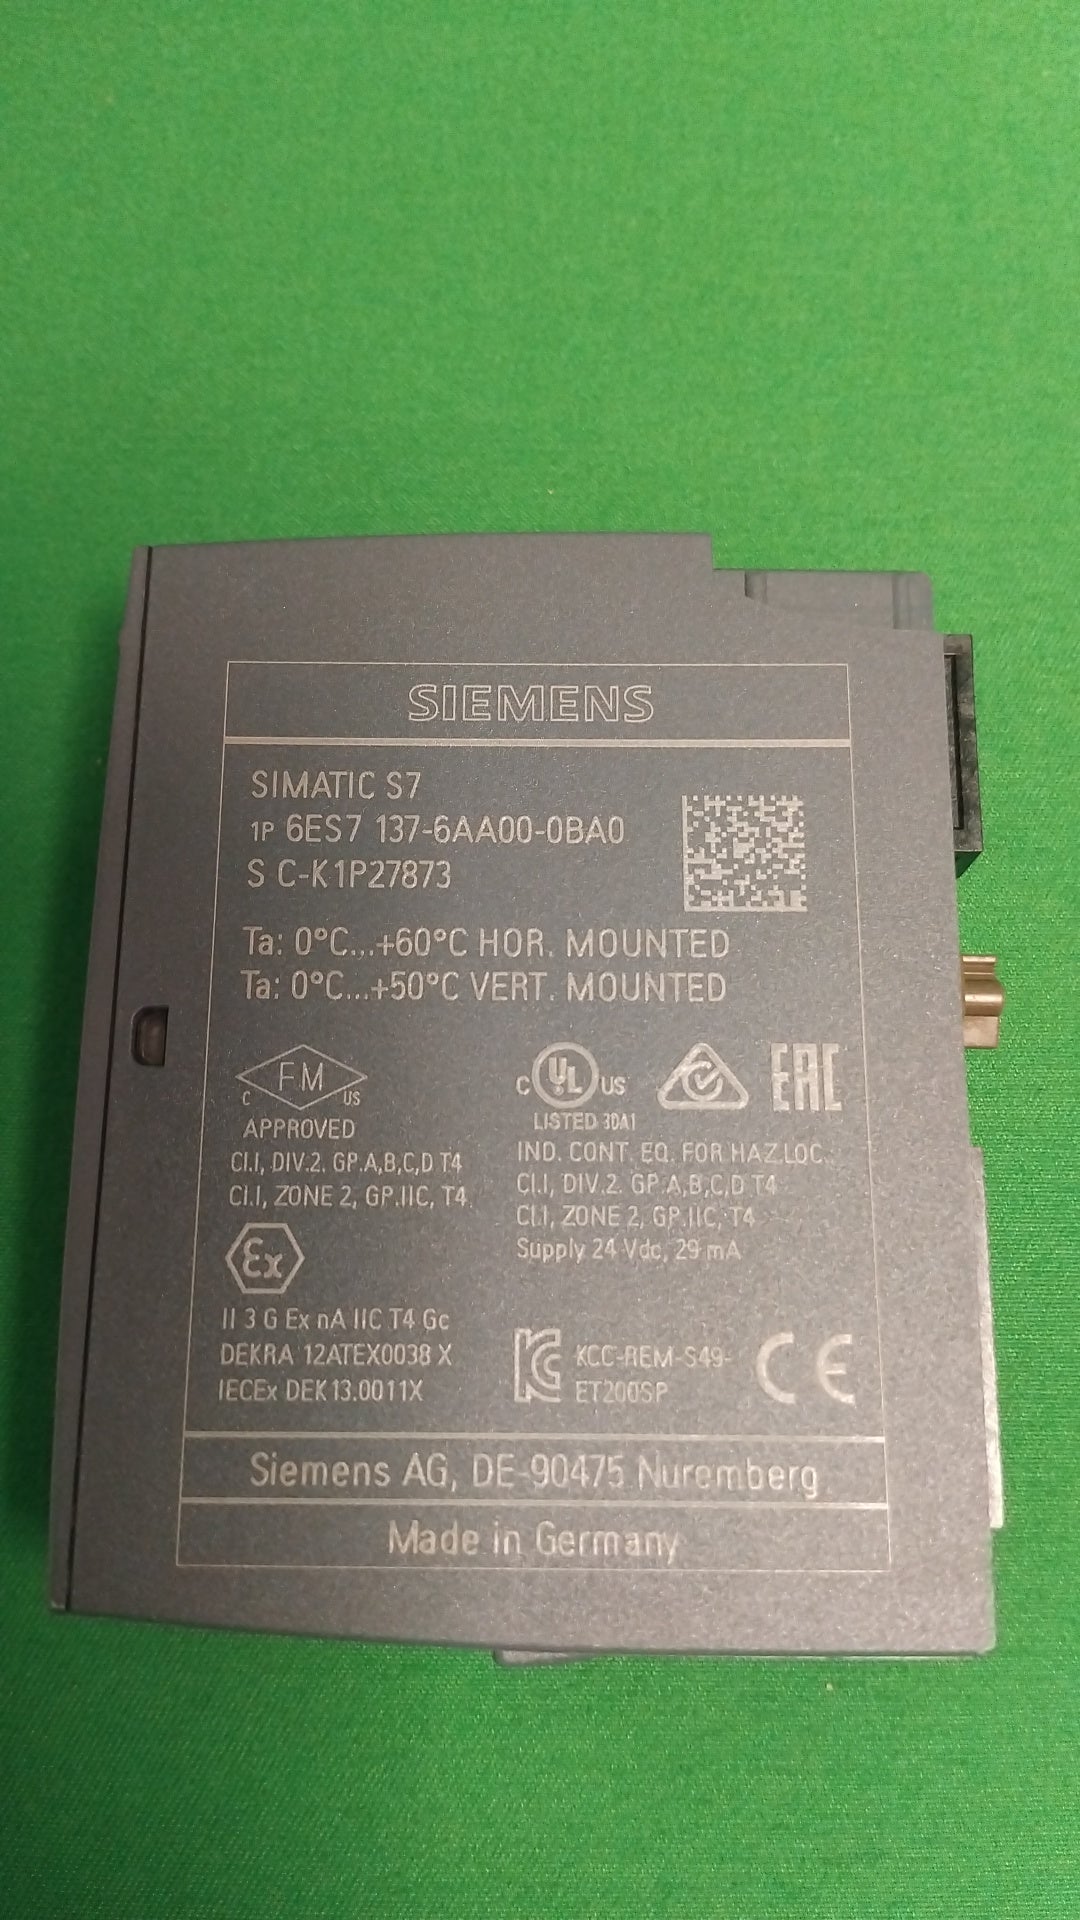 SIEMENS
SIMATIC S7
1P 6ES7 137-6AA00-0BA0
S C-K1P27873
Ta: 0°C...+60°C HOR. MOUNTED
Ta: 0°C...+50°C VERT. MOUNTED
FM
C US
APPROVED
CI.I, DIV.2. GP.A,B,C,D T4
CI.I, ZONE 2, GP.IIC, T4
Ex
II 3 G Ex nA IIC T4 Gc
DEKRA 12ATEX0038 X
IECEx DEK13.0011X
C UL US
EAC
LISTED 30A1
IND. CONT. EQ. FOR HAZ.LOC.
CI.I, DIV.2. GP.A,B,C,D T4
CI.I, ZONE 2, GP.IIC, T4
Supply 24 Vdc, 29 mA
KCC-REM-S49-
ET200SP
CE
Siemens AG, DE-90475 Nuremberg
Made in Germany